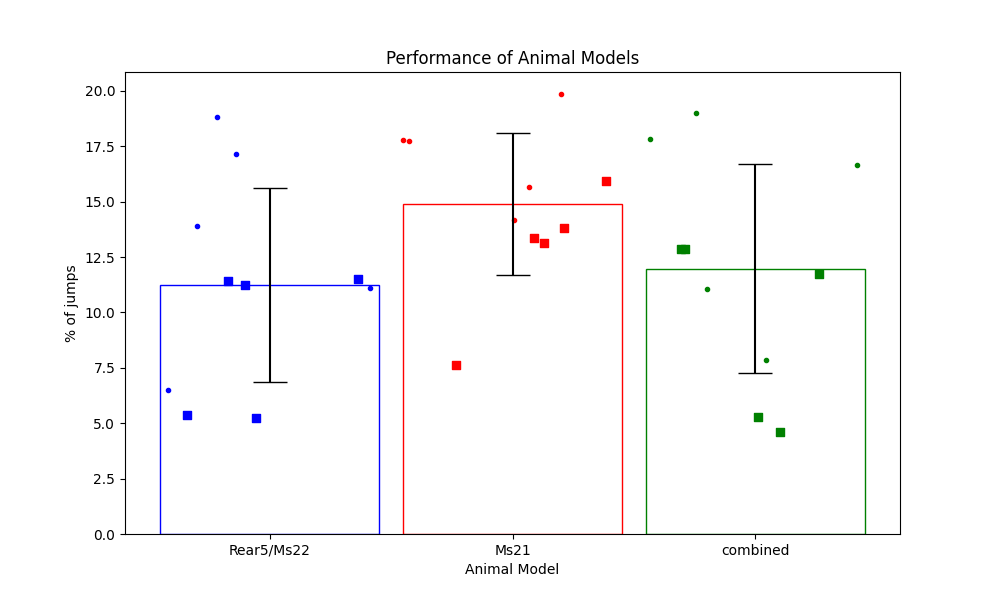 Performance of Animal Models
20.0
17.5
15.0
12.5
10.0
7.5
5.0
2.5
0.0
% of jumps
Rear5/Ms22
Ms21
combined
Animal Model